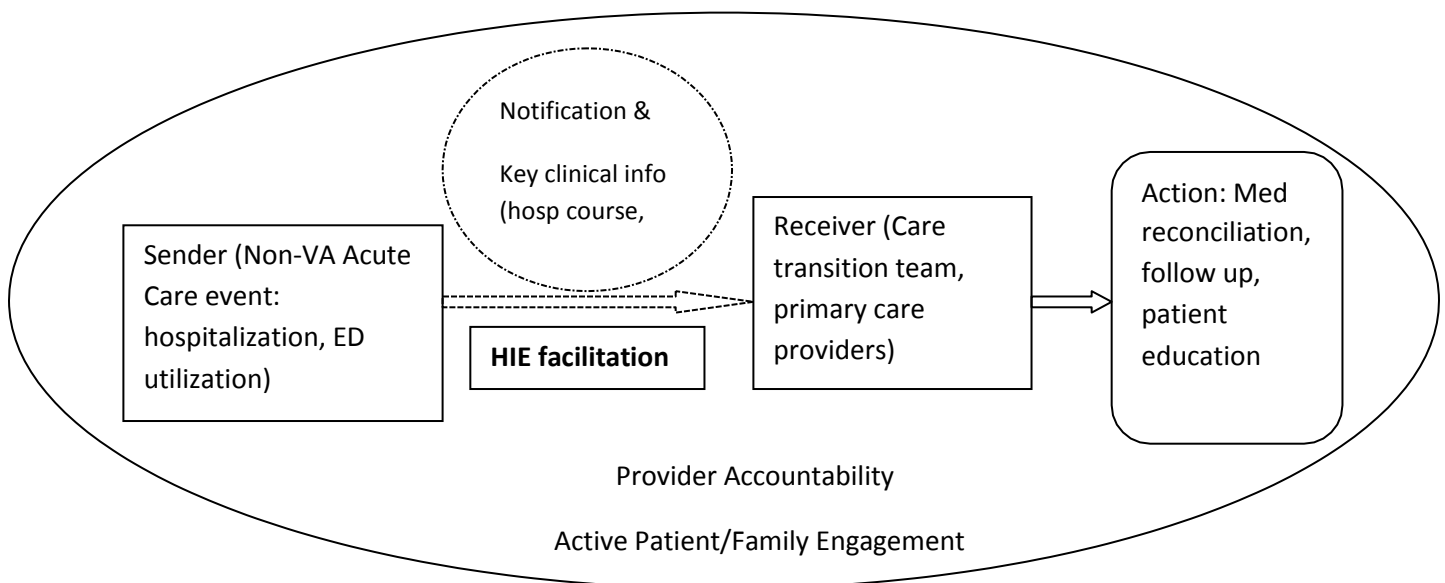 Notification &
Key clinical info
(hosp course,
Sender (Non-VA Acute
Care event:
hospitalization, ED
utilization)
HIE facilitation
Receiver (Care
transition team,
primary care
providers)
Action: Med
reconciliation,
follow up,
patient
education
Provider Accountability
Active Patient/Family Engagement